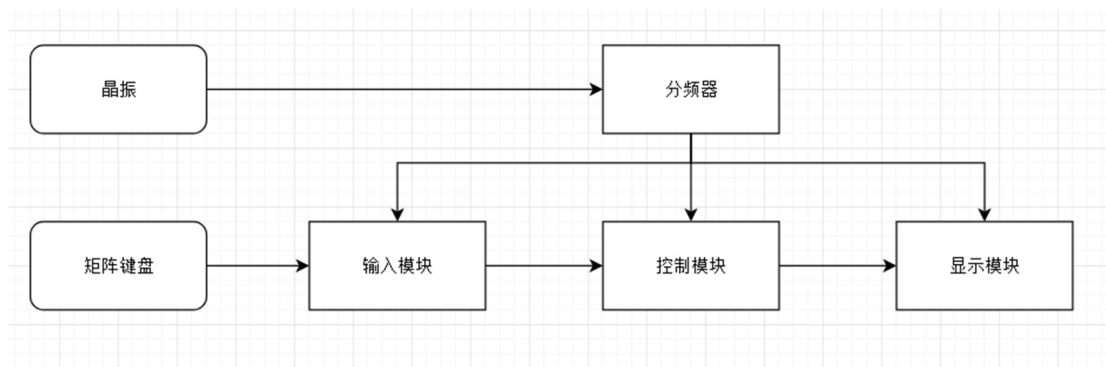 晶振
分频器
矩阵键盘
输入模块
控制模块
显示模块